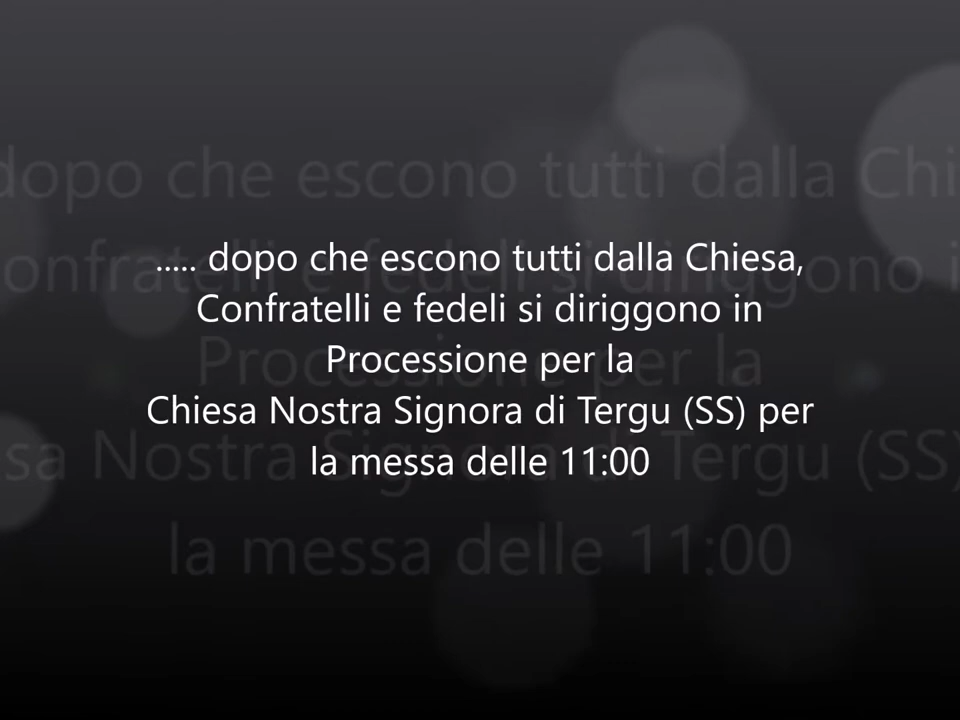 ..... dopo che escono tutti dalla Chiesa,
Confratelli e fedeli si diriggono in
Processione per la
Chiesa Nostra Signora di Tergu (SS) per
la messa delle 11:00